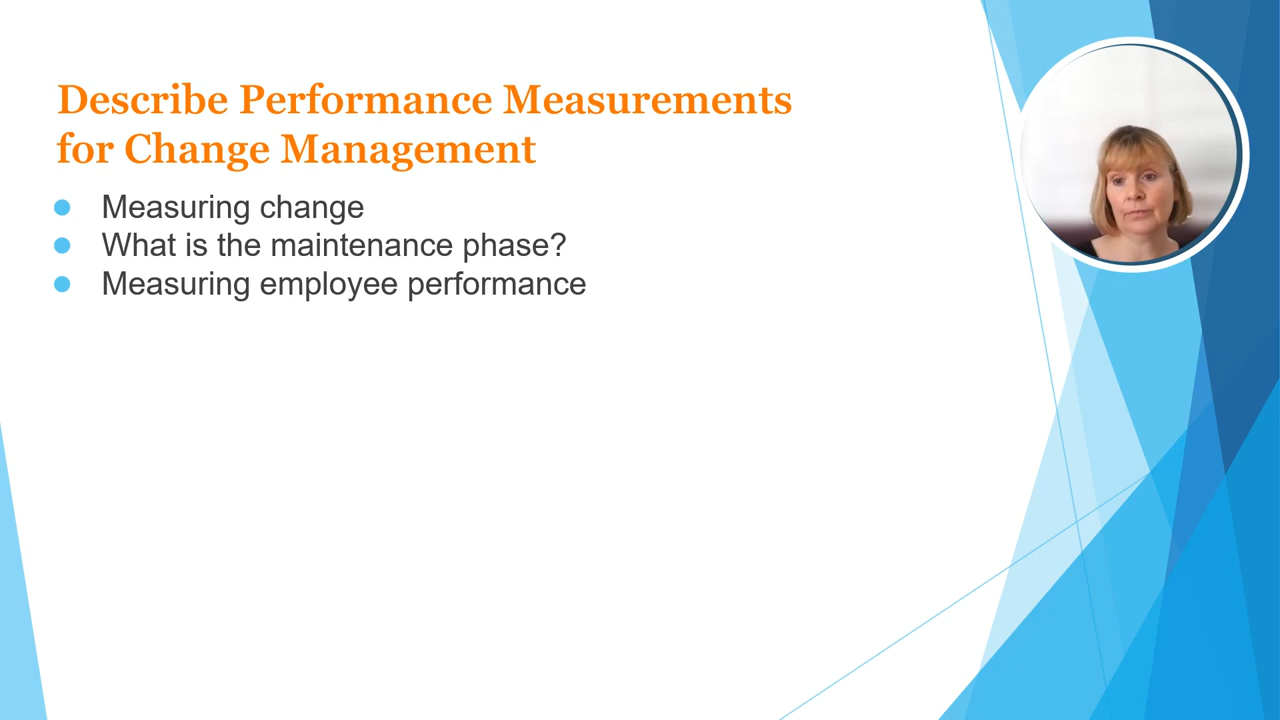 Describe Performance Measurements
for Change Management
Measuring change
What is the maintenance phase?
Measuring employee performance